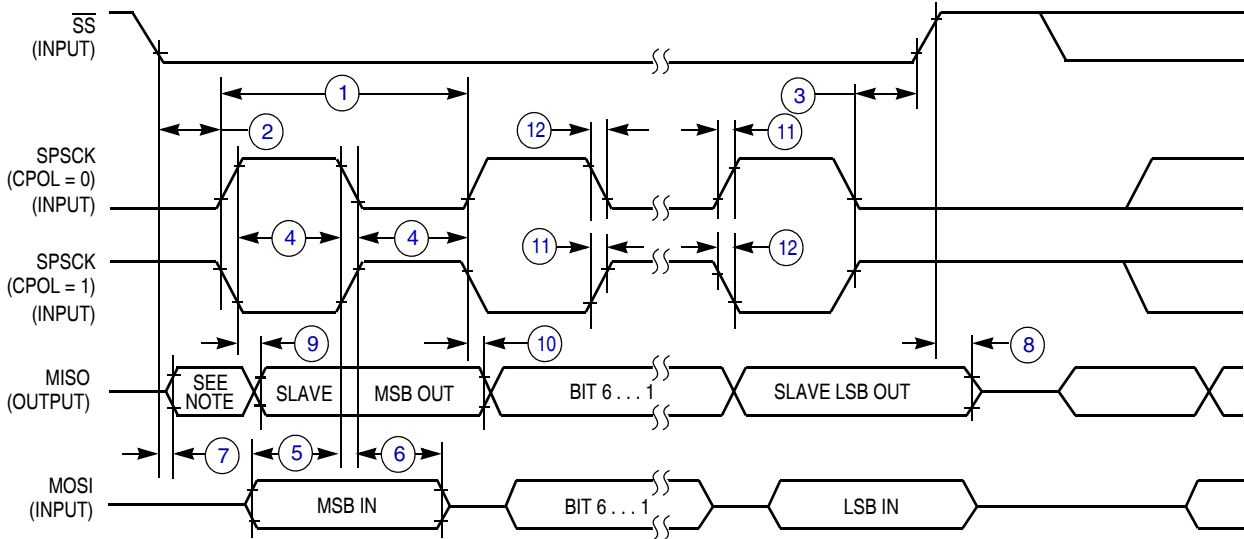 SS
(INPUT)
1
3
2
12
11
SPSCK
(CPOL = 0)
(INPUT)
4
4
11
12
SPSCK
(CPOL = 1)
(INPUT)
9
10
8
MISO
(OUTPUT)
SEE
NOTE
SLAVE
MSB OUT
BIT 6 . . . 1
SLAVE LSB OUT
7
5
6
MOSI
(INPUT)
MSB IN
BIT 6 . . . 1
LSB IN